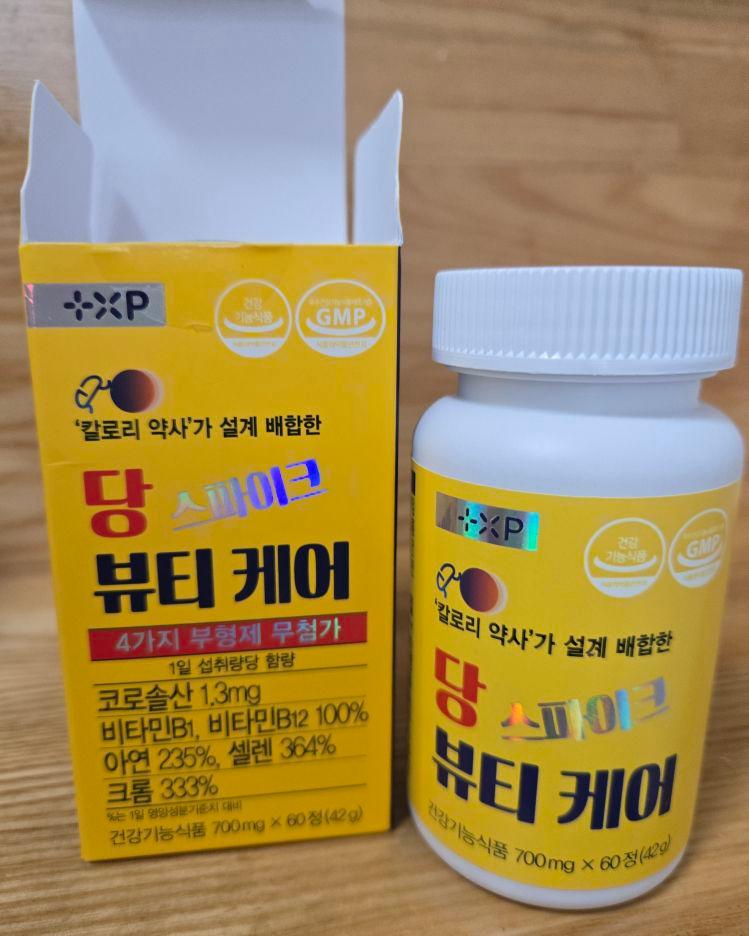 +XP
건강
기능식품
GMP
'칼로리 약사'가 설계 배합한
당 스파이크
뷰티 케어
4가지 부형제 무첨가
1일 섭취량당 함량
코로솔산 1.3mg
비타민B1, 비타민B12 100%
아연 235%, 셀렌 364%
크롬 333%
%는 1일 영양성분기준치 대비
건강기능식품 700mg × 60정(42g)
+XP
건강
기능식품
GMP
'칼로리 약사'가 설계 배합한
당 스파이크
뷰티 케어
건강기능식품 700mg × 60정(42g)